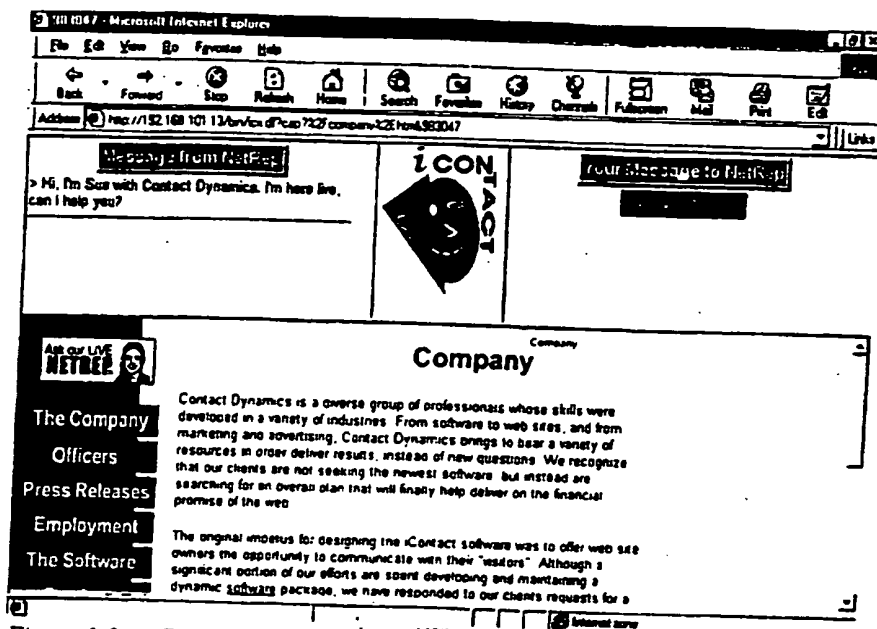 - Microsoft Internet Explorer
File Edit View Go Favorites Help
Back Forward Stop Refresh Home Search Favorites History Channels Fullscreen Mail Print Edit
Address Links
Message from NetRep
> Hi, I'm Sue with Contact Dynamics. I'm here live,
can I help you?
iCONTACT
Your Message to NetRep
Ask our LIVE
NETREP
The Company
Officers
Press Releases
Employment
The Software
Company
Company
Contact Dynamics is a diverse group of professionals whose skills were
developed in a variety of industries. From software to web sites, and from
marketing and advertising, Contact Dynamics brings to bear a variety of
resources in order deliver results, instead of new questions. We recognize
that our clients are not seeking the newest software but instead are
searching for an overall plan that will finally help deliver on the financial
promise of the web
The original impetus for designing the iContact software was to offer web site
owners the opportunity to communicate with their "visitors". Although a
significant portion of our efforts are spent developing and maintaining a
dynamic software package, we have responded to our clients requests for a
Internet zone